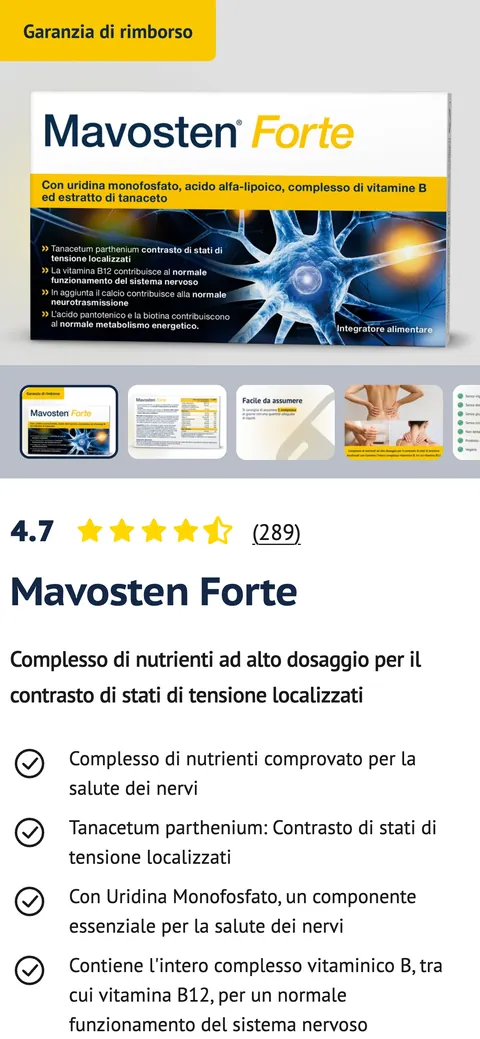 Garanzia di rimborso
Mavosten® Forte
Con uridina monofosfato, acido alfa-lipoico, complesso di vitamine B
ed estratto di tanaceto
» Tanacetum parthenium contrasto di stati di
tensione localizzati
» La vitamina B12 contribuisce al normale
funzionamento del sistema nervoso
» In aggiunta il calcio contribuisce alla normale
neurotrasmissione
» L'acido pantotenico e la biotina contribuiscono
al normale metabolismo energetico.
Integratore alimentare
Garanzia di rimborso
Mavosten Forte
Facile da assumere
4.7
(289)
Mavosten Forte
Complesso di nutrienti ad alto dosaggio per il
contrasto di stati di tensione localizzati
Complesso di nutrienti comprovato per la
salute dei nervi
Tanacetum parthenium: Contrasto di stati di
tensione localizzati
Con Uridina Monofosfato, un componente
essenziale per la salute dei nervi
Contiene l'intero complesso vitaminico B, tra
cui vitamina B12, per un normale
funzionamento del sistema nervoso